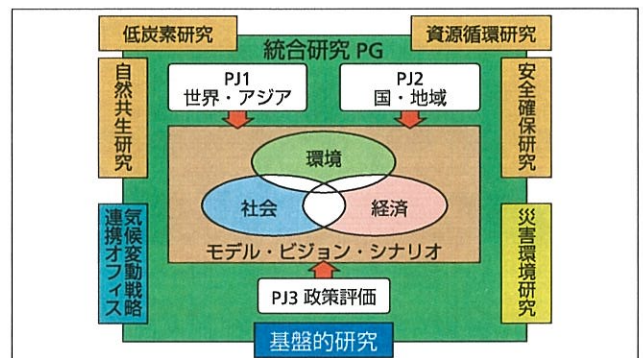 低炭素研究
資源循環研究
統合研究 PG
自然共生研究
PJ1
世界・アジア
PJ2
国・地域
安全確保研究
環境
社会
経済
モデル・ビジョン・シナリオ
気候変動戦略
連携オフィス
災害環境研究
PJ3 政策評価
基盤的研究